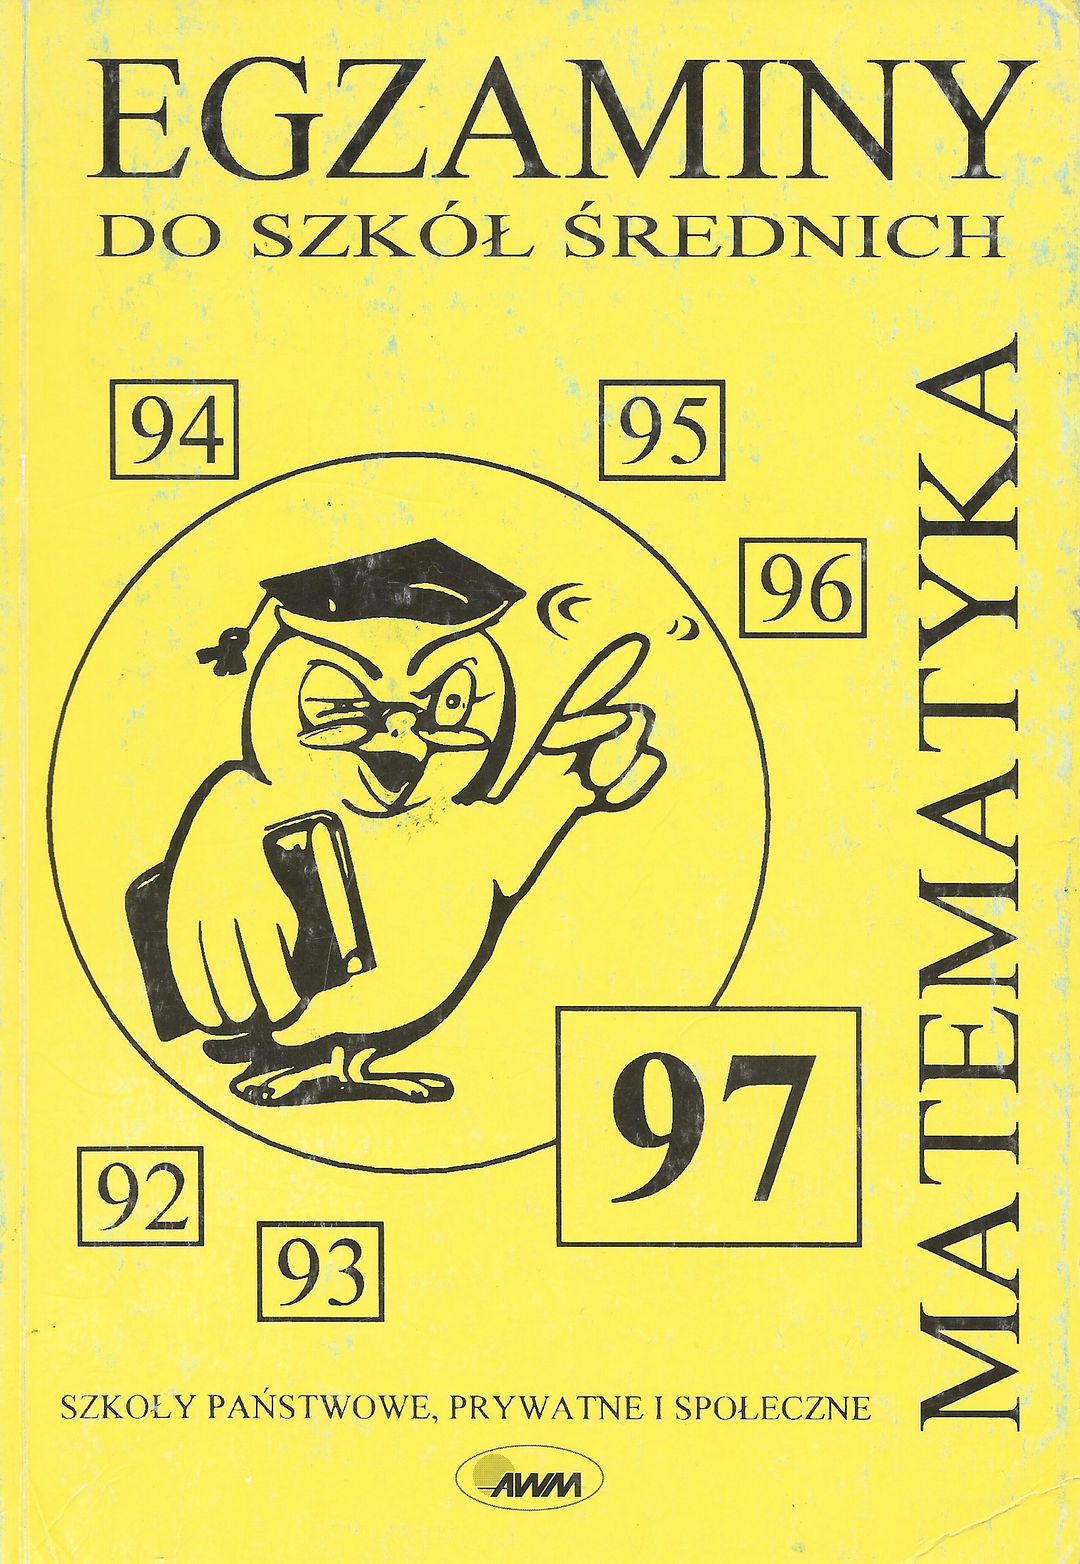 EGZAMINY
DO SZKÓŁ ŚREDNICH
94
95
96
MATEMATYKA
97
92
93
SZKOŁY PAŃSTWOWE, PRYWATNE I SPOŁECZNE
AWM